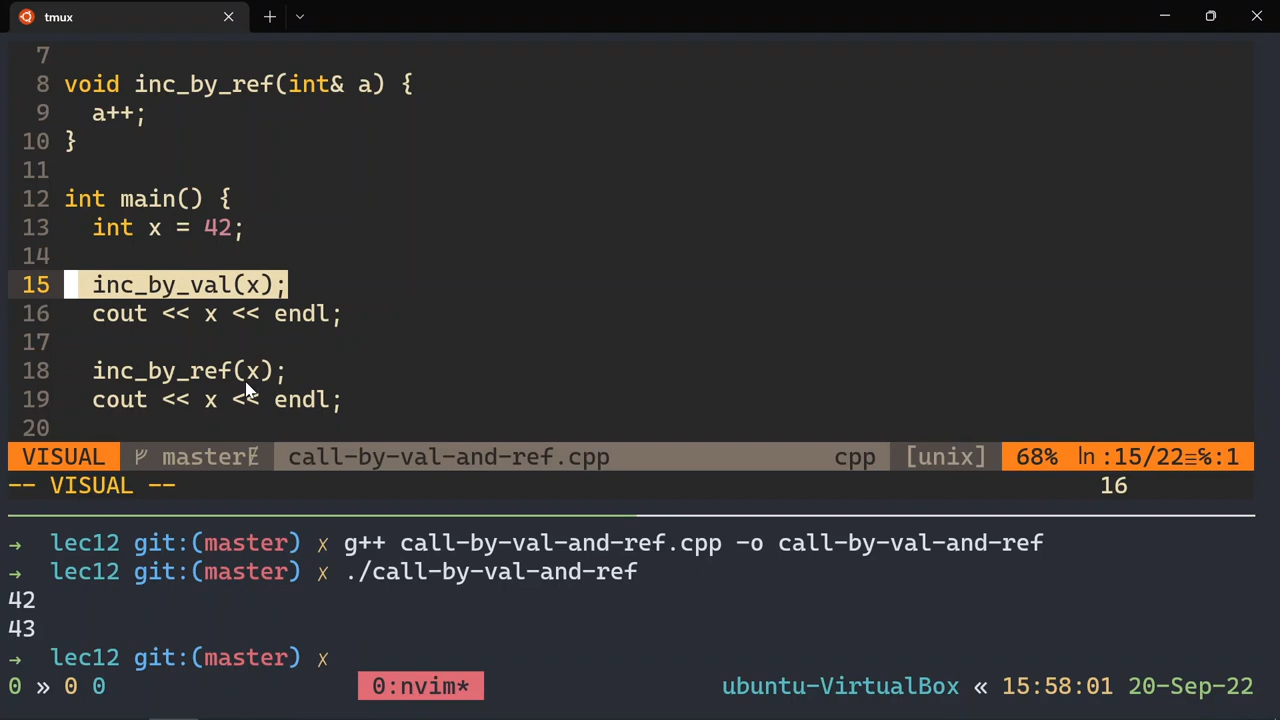 tmux
7
8 void inc_by_ref(int& a) {
9 a++;
10 }
11
12 int main() {
13 int x = 42;
14
15 inc_by_val(x);
16 cout << x << endl;
17
18 inc_by_ref(x);
19 cout << x << endl;
20
VISUAL master call-by-val-and-ref.cpp cpp [unix] 68% ln :15/22≡℅:1
-- VISUAL -- 16
→ lec12 git:(master) ✗ g++ call-by-val-and-ref.cpp -o call-by-val-and-ref
→ lec12 git:(master) ✗ ./call-by-val-and-ref
42
43
→ lec12 git:(master) ✗
0 » 0 0 0:nvim* ubuntu-VirtualBox « 15:58:01 20-Sep-22